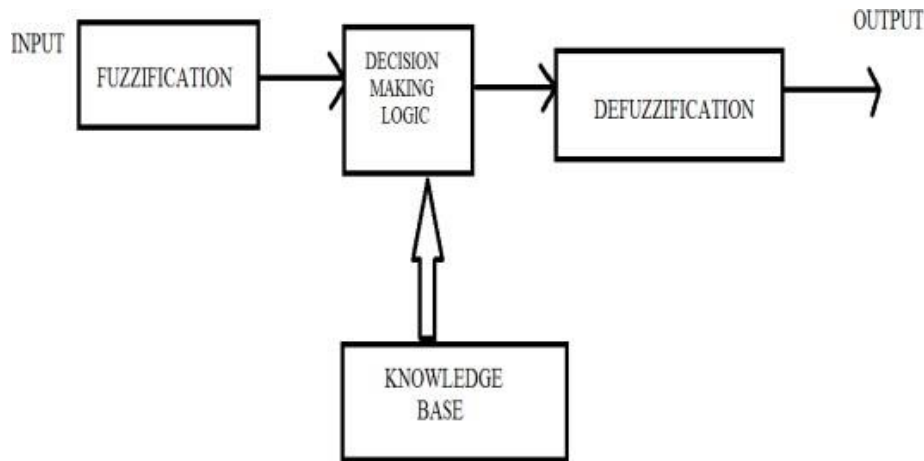 INPUT
FUZZIFICATION
DECISION
MAKING
LOGIC
DEFUZZIFICATION
OUTPUT
KNOWLEDGE
BASE